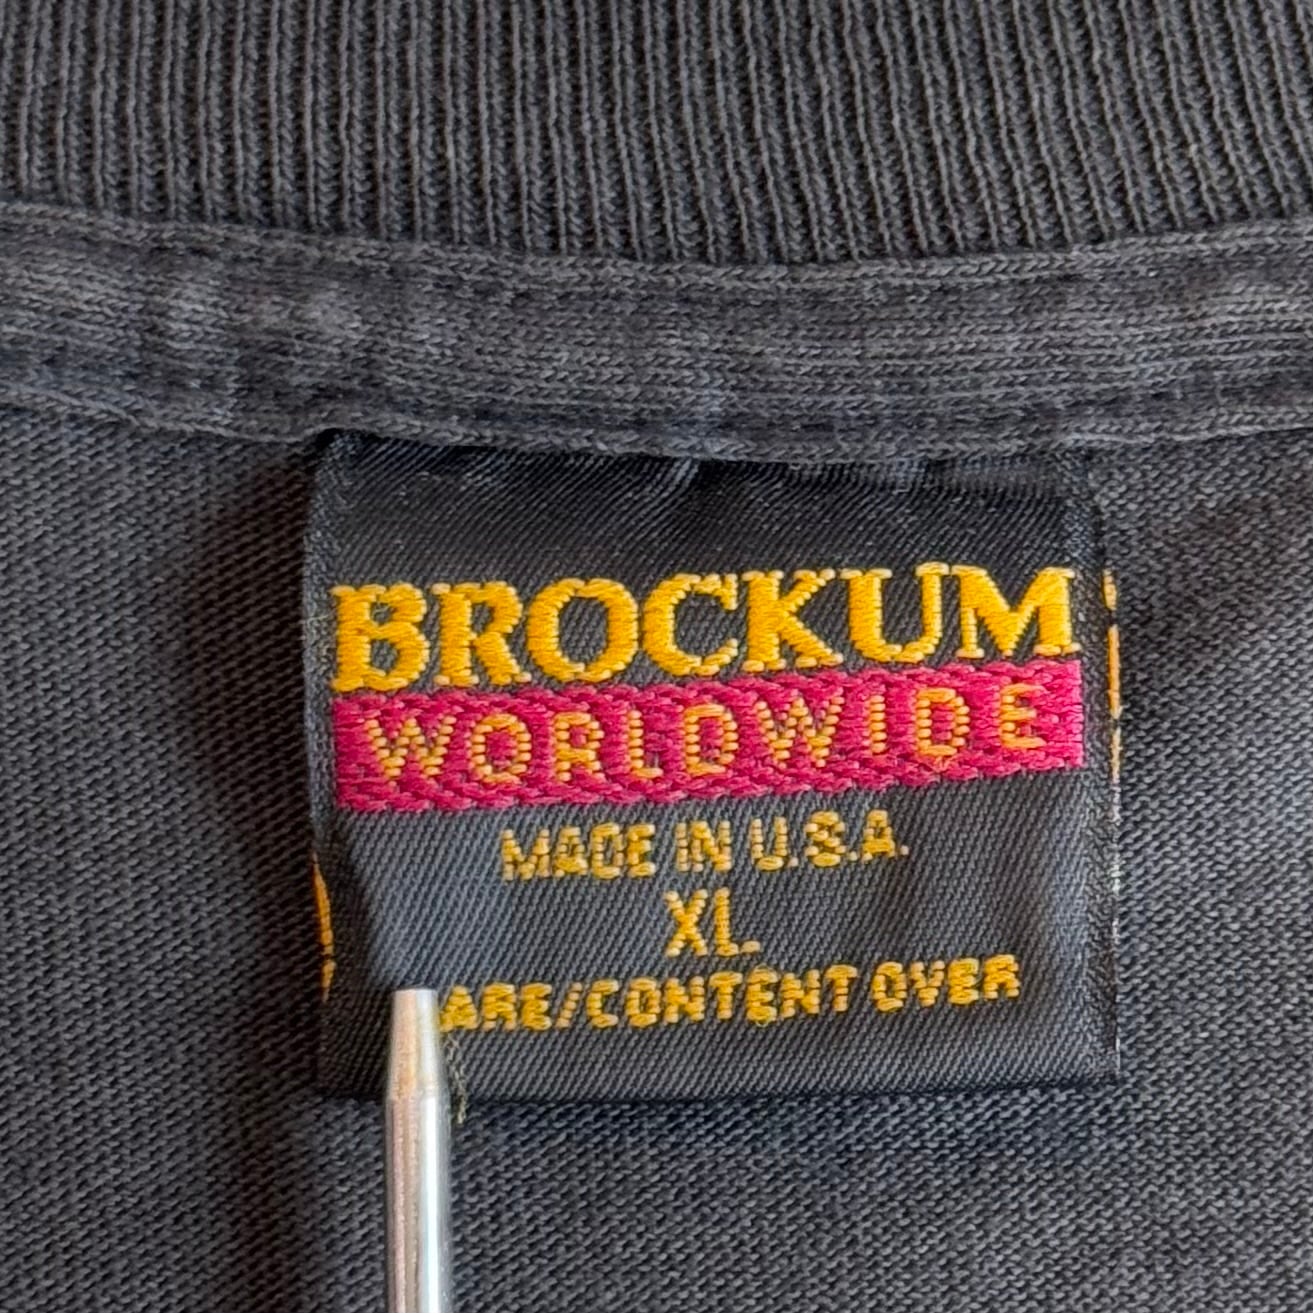 BROCKUM
WORLDWIDE
MADE IN U.S.A.
XL
ARE/CONTENT OVER